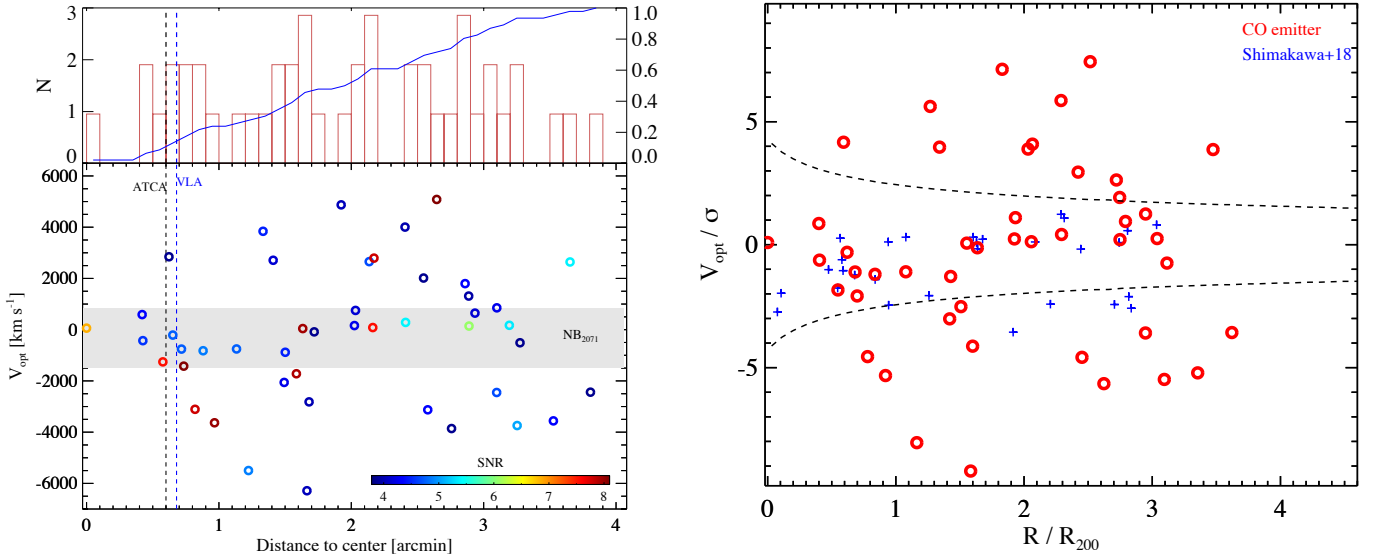 3
2
1
0
N
1.0
0.8
0.6
0.4
0.2
0.0
ATCA
VLA
6000
4000
2000
0
-2000
-4000
-6000
V_opt [km s^-1]
NB_2071
SNR
4 5 6 7 8
0 1 2 3 4
Distance to center [arcmin]
CO emitter
Shimakawa+18
5
0
-5
V_opt / σ
0 1 2 3 4
R / R_200